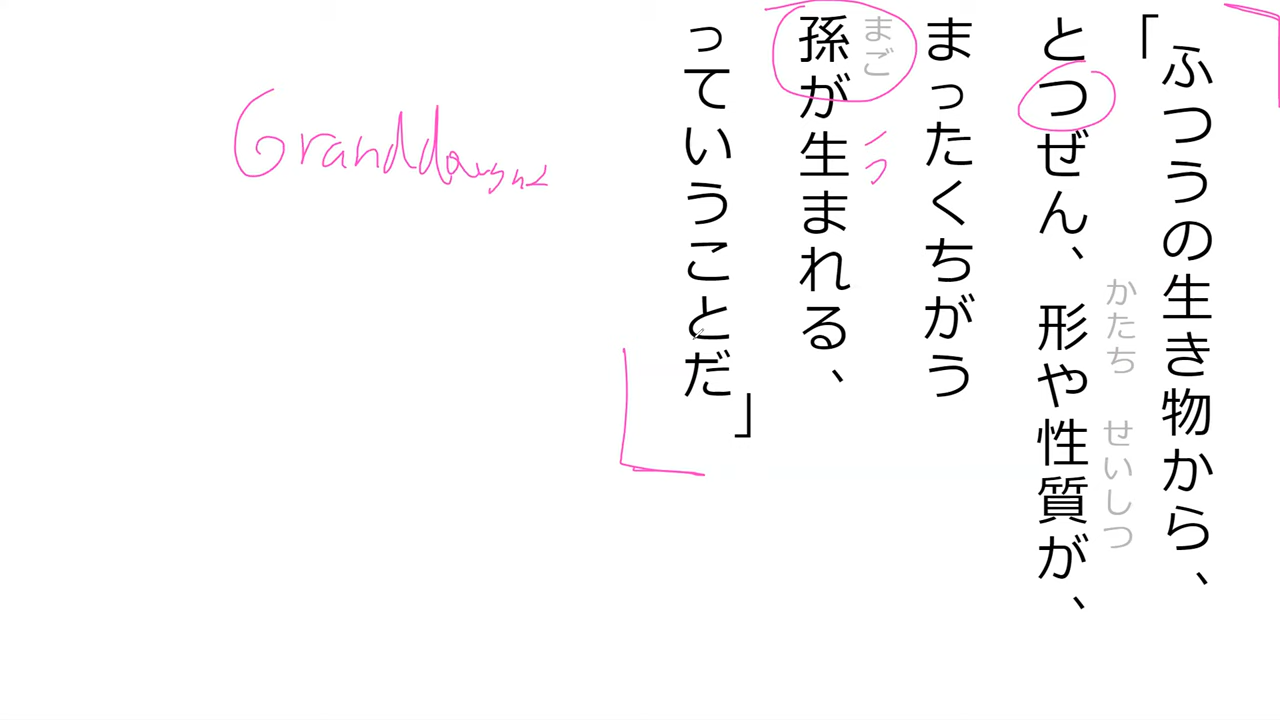 「ふつうの生き物から、
とつぜん、形や性質が、
かたち せいしつ
まったくちがう
孫が生まれる、
まご
っていうことだ」